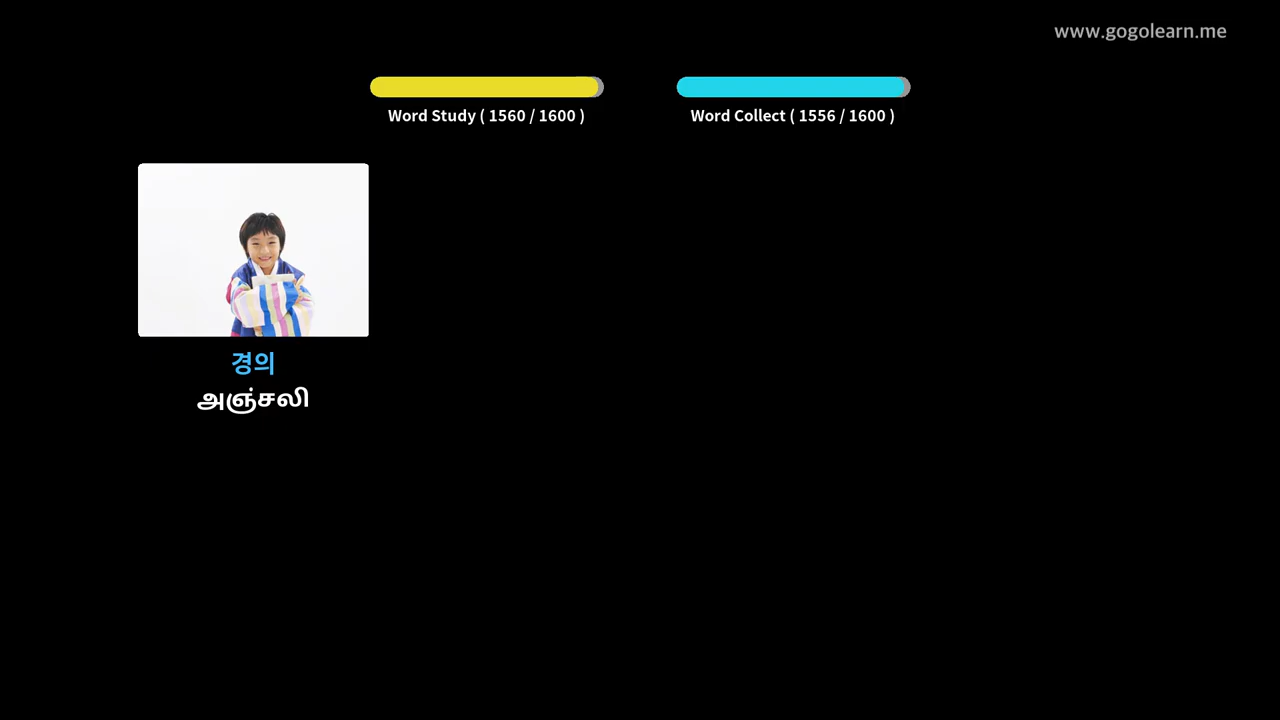 www.gogolearn.me
Word Study ( 1560 / 1600 )
Word Collect ( 1556 / 1600 )
경의
அஞ்சலி